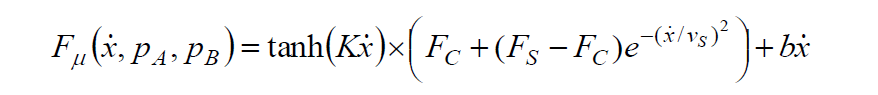 F_μ(ẋ, p_A, p_B) = tanh(Kẋ) × (F_C + (F_S − F_C)e^{−(ẋ/v_S)^2}) + bẋ